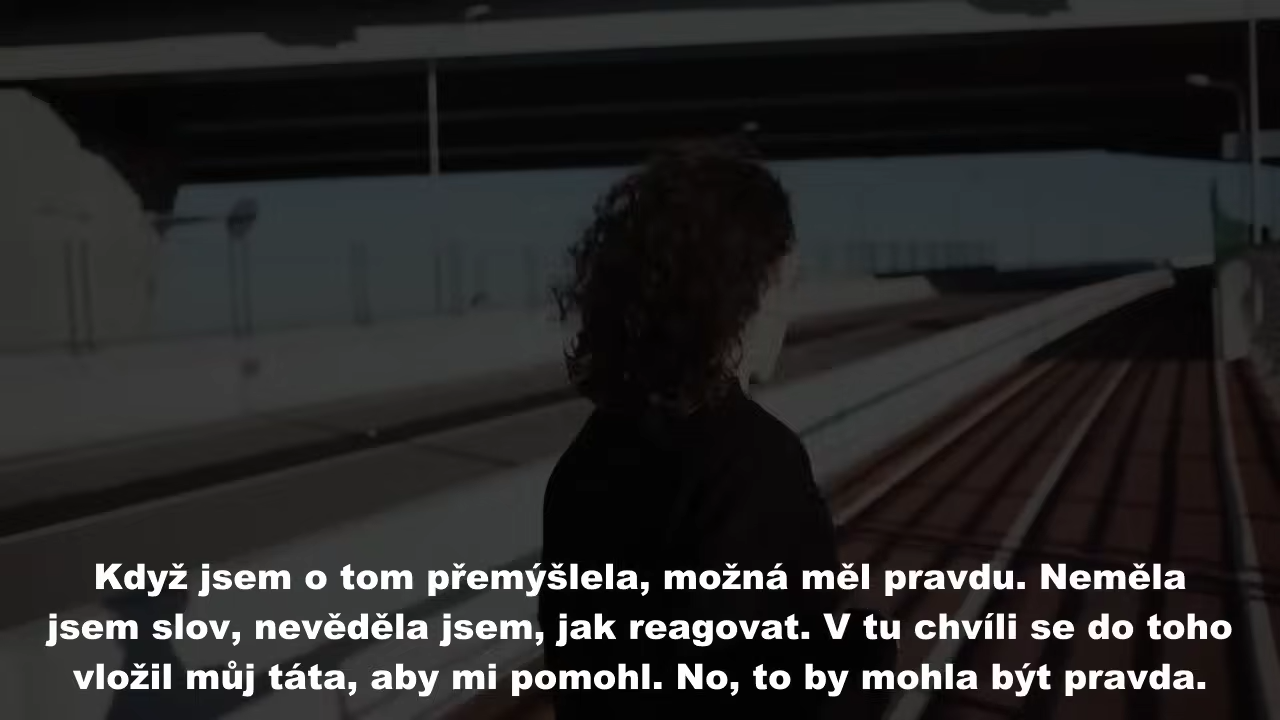 Když jsem o tom přemýšlela, možná měl pravdu. Neměla
jsem slov, nevěděla jsem, jak reagovat. V tu chvíli se do toho
vložil můj táta, aby mi pomohl. No, to by mohla být pravda.